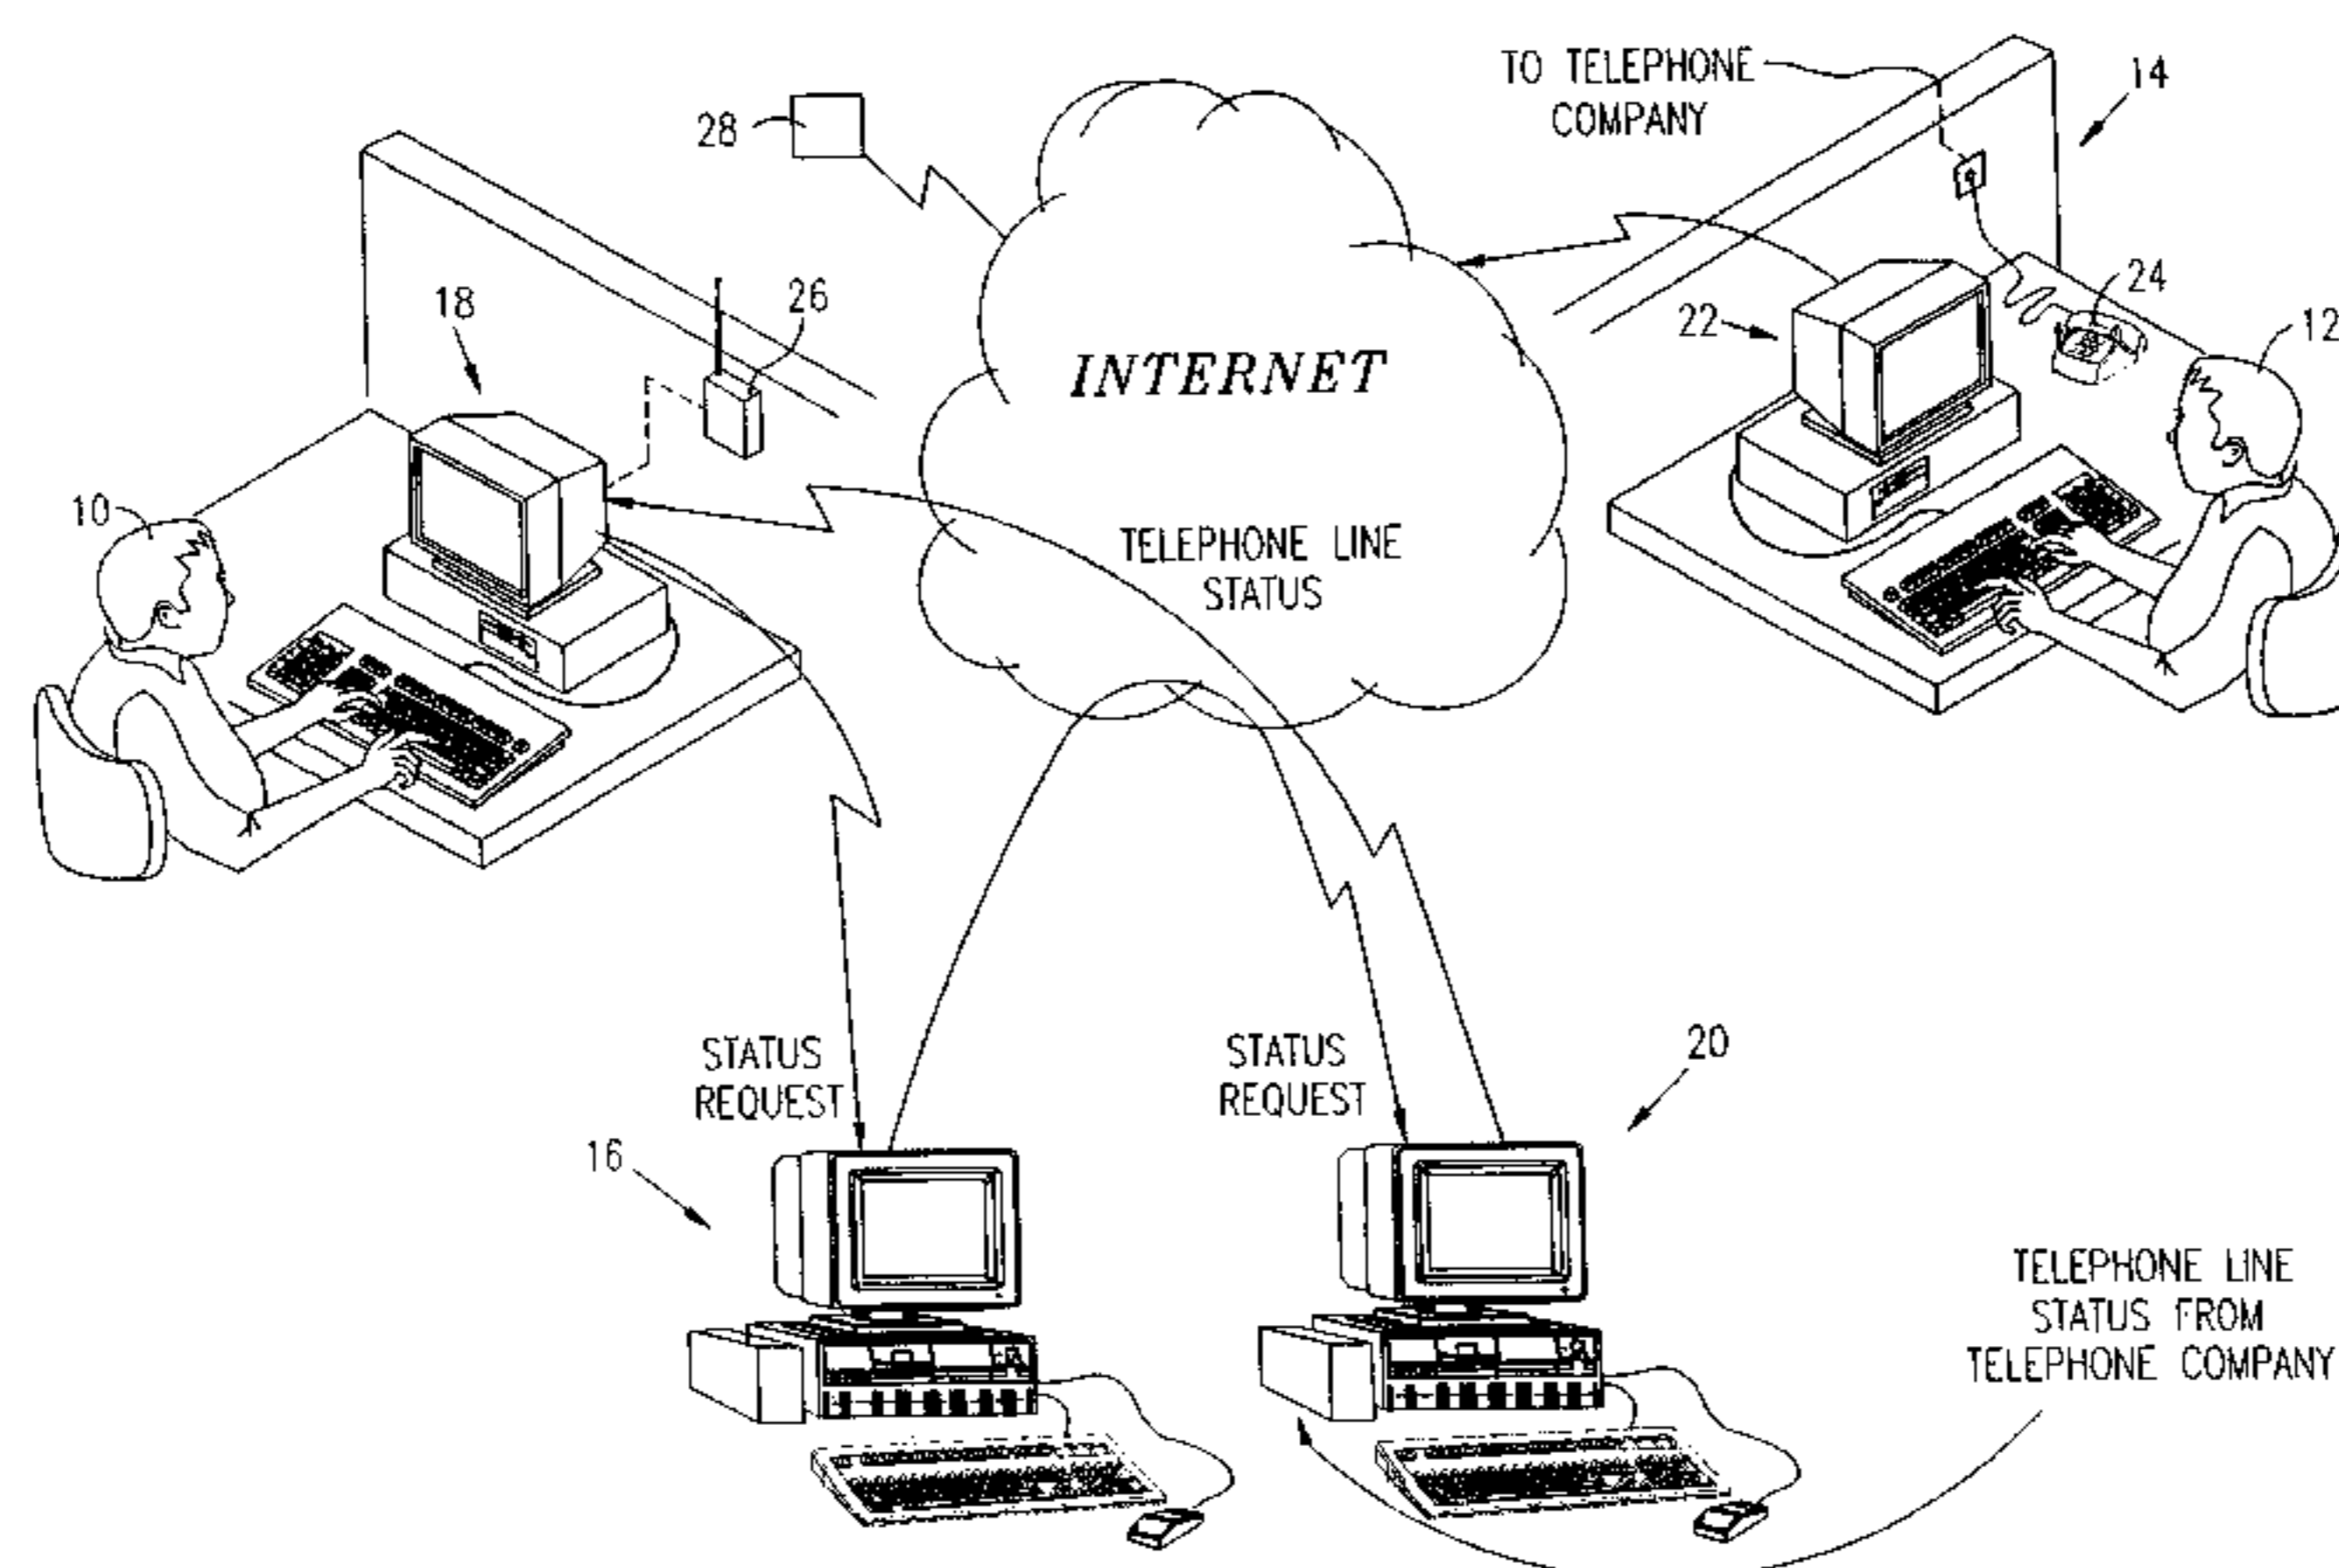 TO TELEPHONE
COMPANY
14
28
26
18
24
22
12
INTERNET
10
TELEPHONE LINE
STATUS
STATUS
REQUEST
STATUS
REQUEST
20
16
TELEPHONE LINE
STATUS FROM
TELEPHONE COMPANY